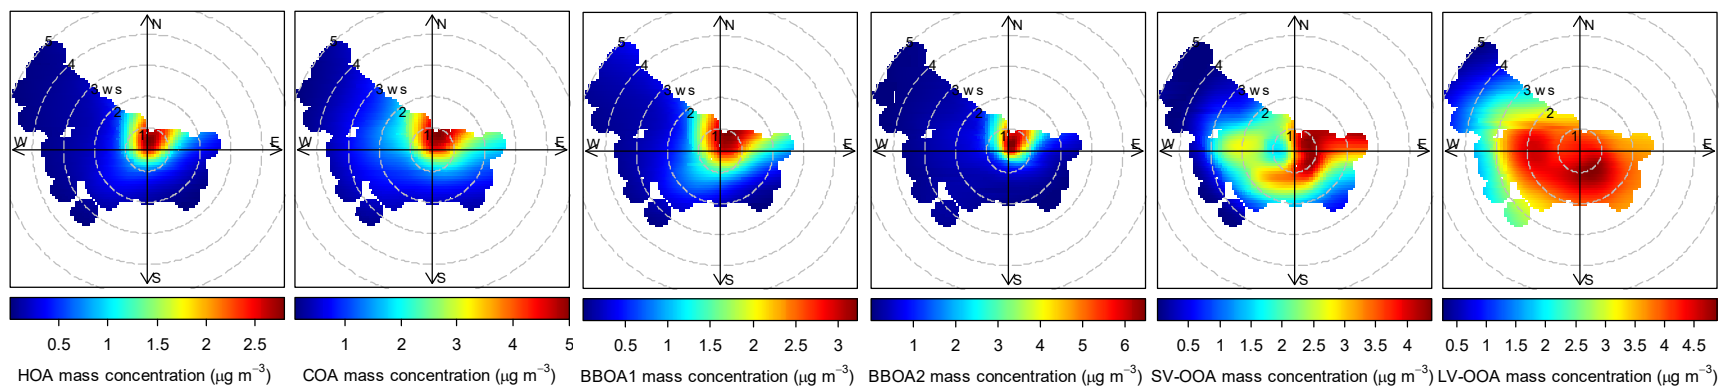 N
5
4
3 ws
2
1
W
E
S
0.5 1 1.5 2 2.5
HOA mass concentration (µg m−3)
N
5
4
3 ws
2
1
W
E
S
1 2 3 4 5
COA mass concentration (µg m−3)
N
5
4
3 ws
2
1
W
E
S
0.5 1 1.5 2 2.5 3
BBOA1 mass concentration (µg m−3)
N
5
4
3 ws
2
1
W
E
S
1 2 3 4 5 6
BBOA2 mass concentration (µg m−3)
N
5
4
3 ws
2
1
W
E
S
0.5 1 1.5 2 2.5 3 3.5 4
SV-OOA mass concentration (µg m−3)
N
5
4
3 ws
2
1
W
E
S
0.5 1 1.5 2 2.5 3 3.5 4 4.5
LV-OOA mass concentration (µg m−3)